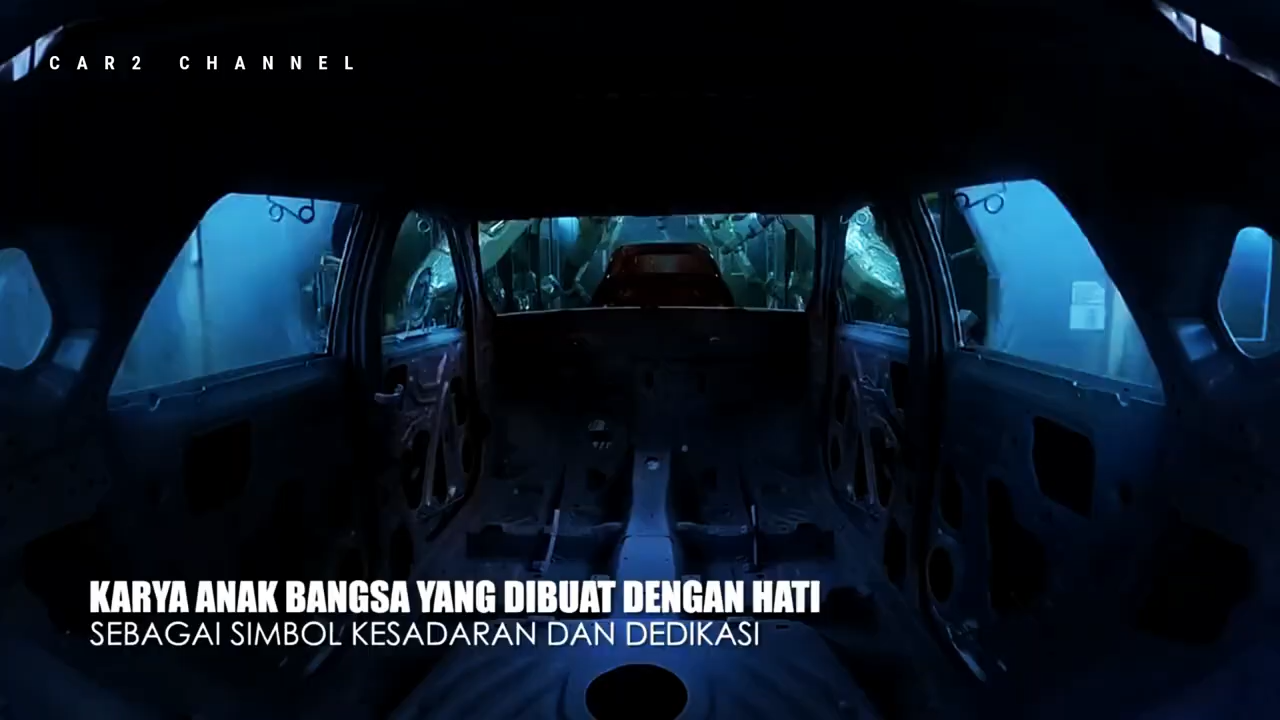 CAR2 CHANNEL
KARYA ANAK BANGSA YANG DIBUAT DENGAN HATI
SEBAGAI SIMBOL KESADARAN DAN DEDIKASI